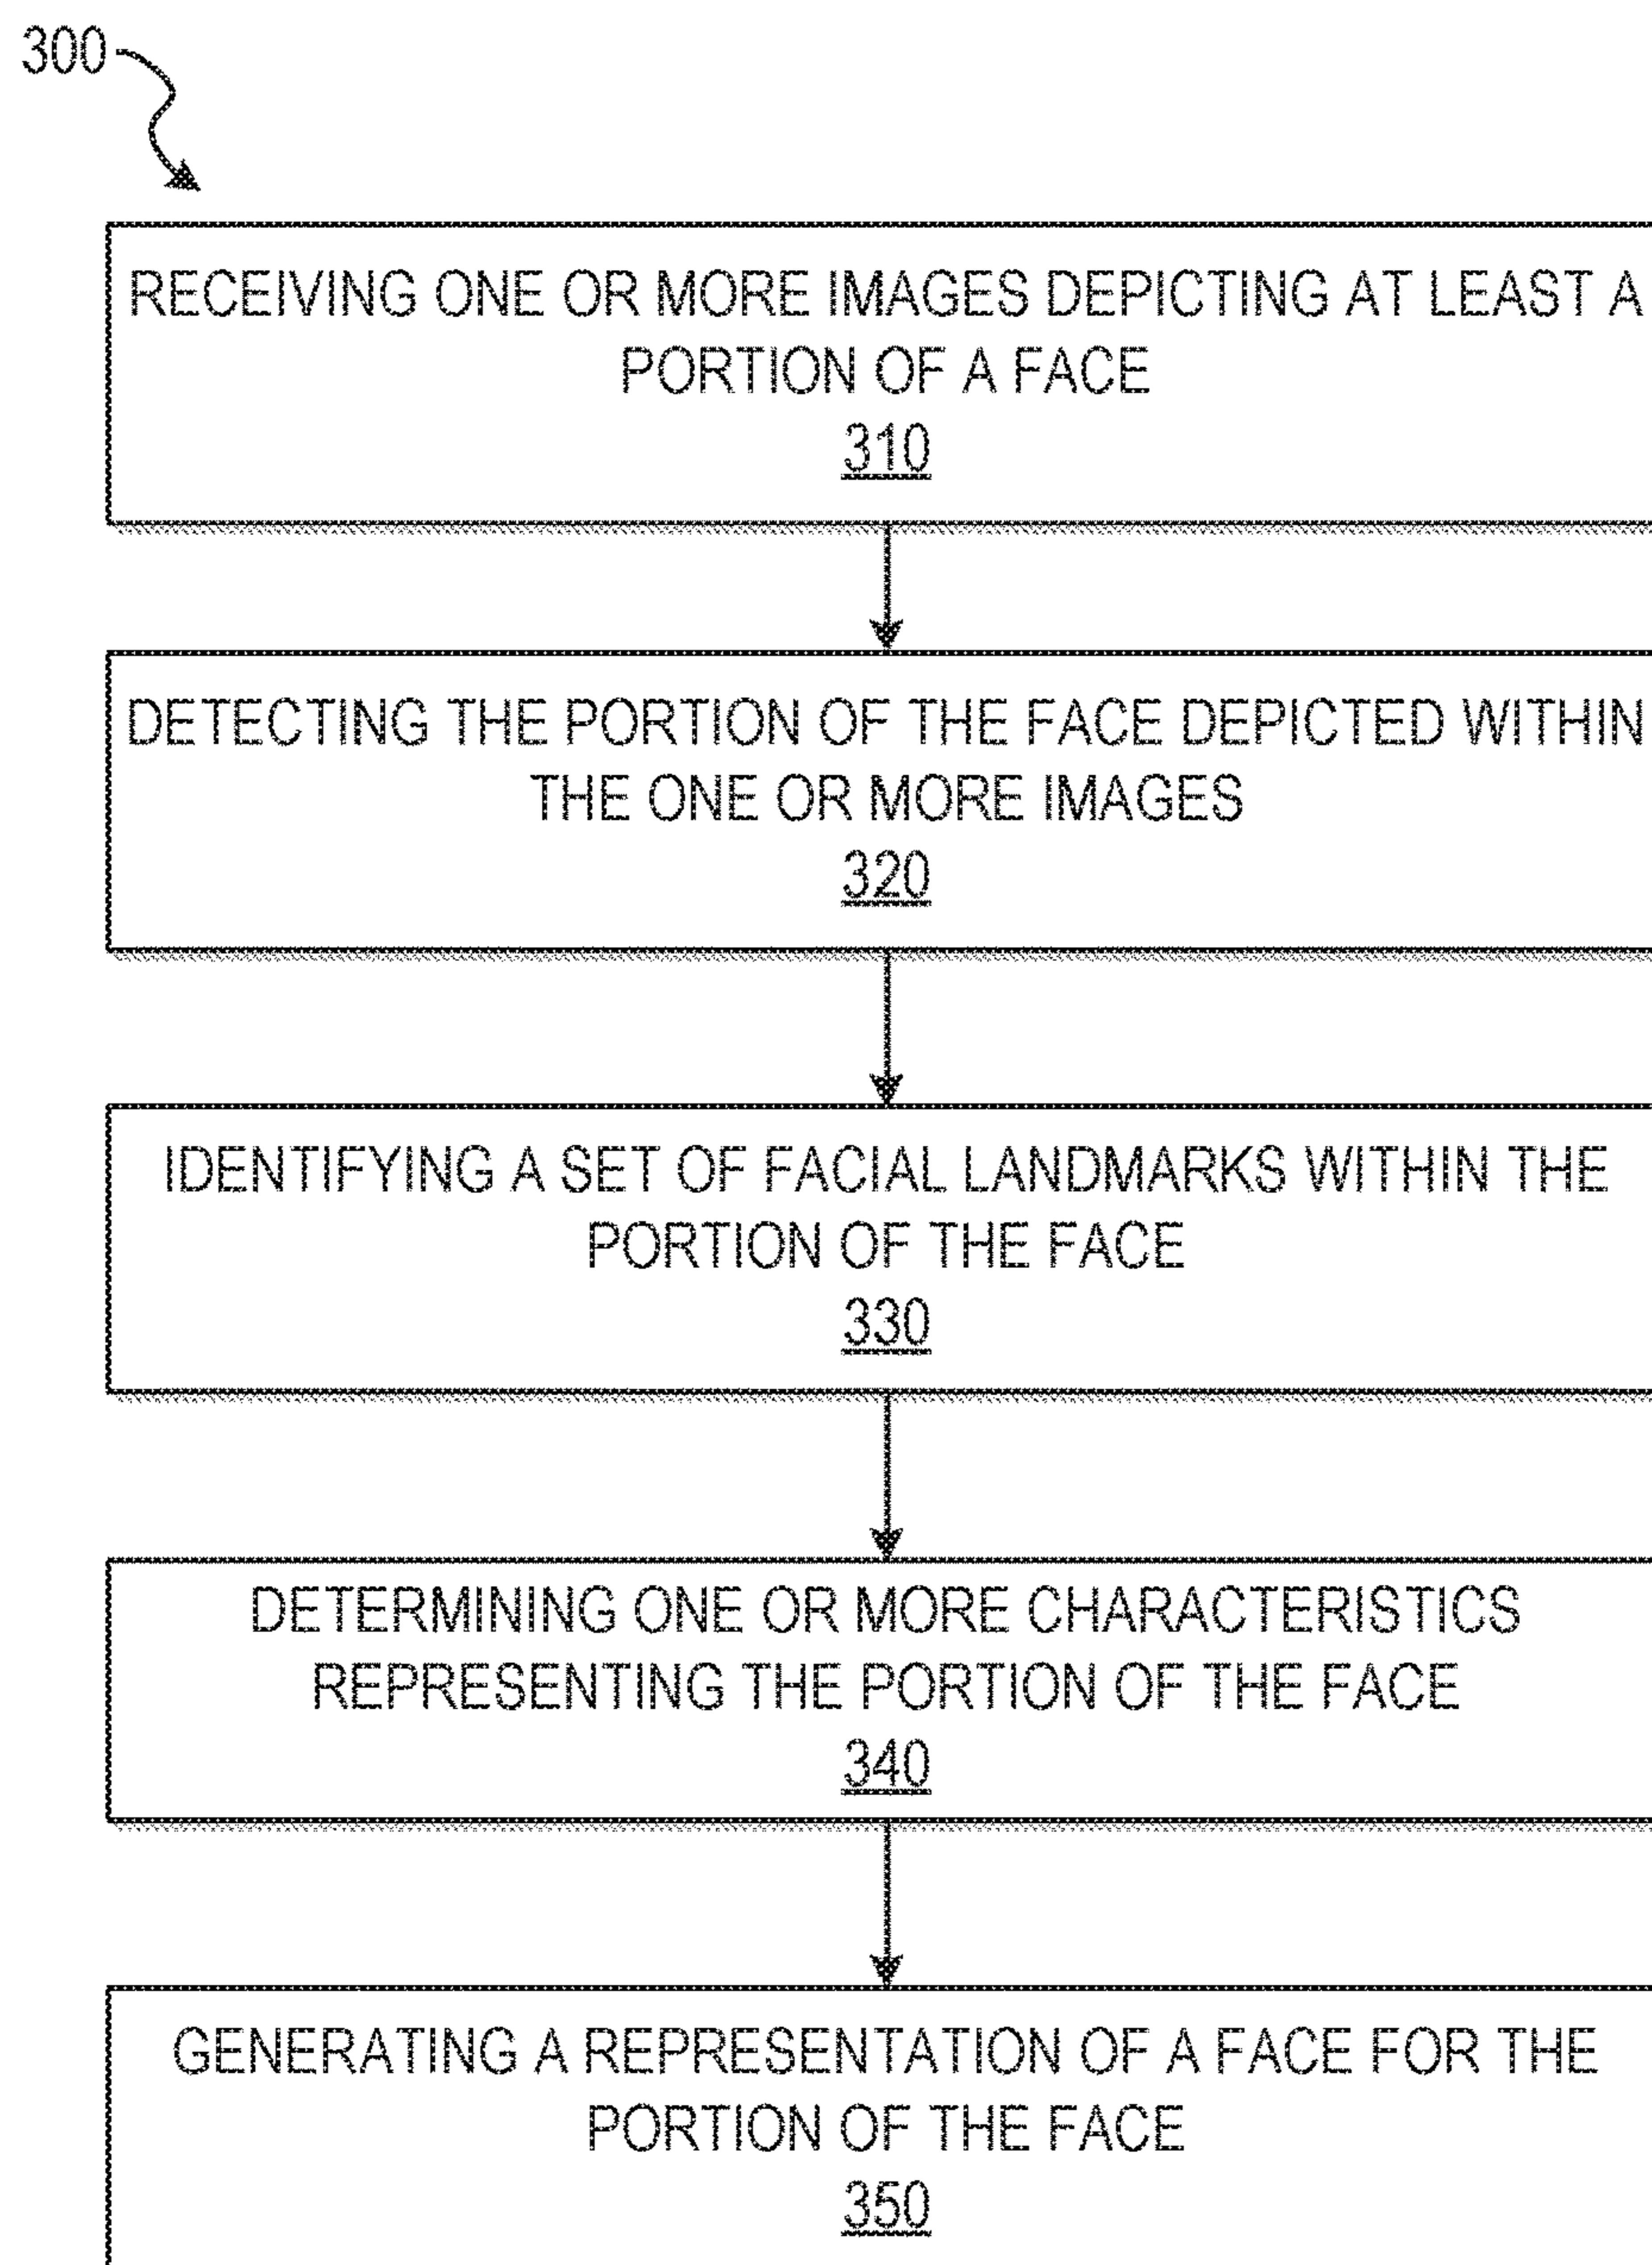 300
RECEIVING ONE OR MORE IMAGES DEPICTING AT LEAST A
PORTION OF A FACE
310
DETECTING THE PORTION OF THE FACE DEPICTED WITHIN
THE ONE OR MORE IMAGES
320
IDENTIFYING A SET OF FACIAL LANDMARKS WITHIN THE
PORTION OF THE FACE
330
DETERMINING ONE OR MORE CHARACTERISTICS
REPRESENTING THE PORTION OF THE FACE
340
GENERATING A REPRESENTATION OF A FACE FOR THE
PORTION OF THE FACE
350